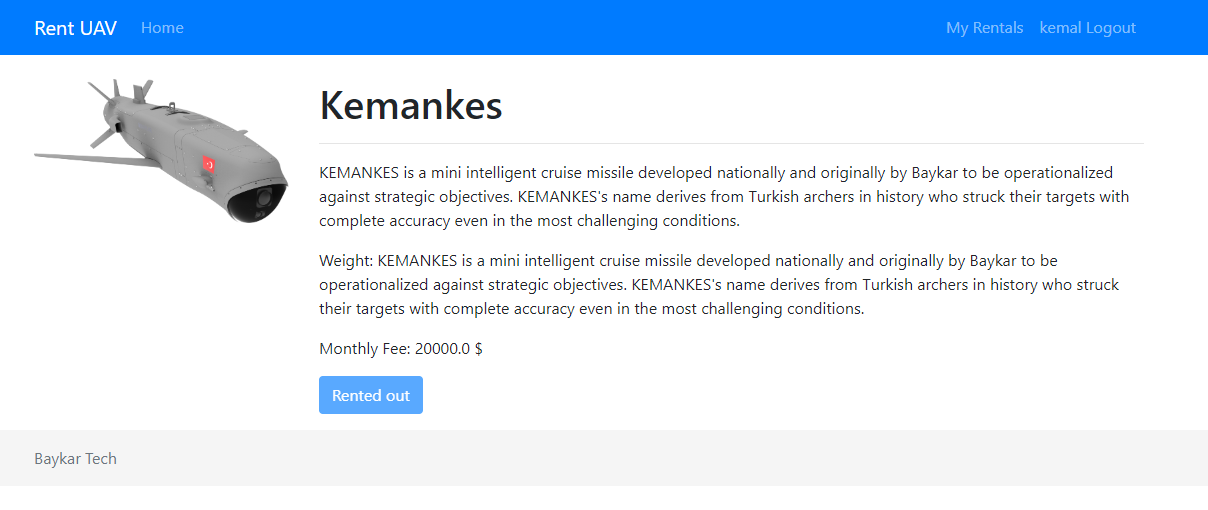 Rent UAV Home My Rentals kemal Logout
Kemankes
KEMANKES is a mini intelligent cruise missile developed nationally and originally by Baykar to be operationalized
against strategic objectives. KEMANKES's name derives from Turkish archers in history who struck their targets with
complete accuracy even in the most challenging conditions.
Weight: KEMANKES is a mini intelligent cruise missile developed nationally and originally by Baykar to be
operationalized against strategic objectives. KEMANKES's name derives from Turkish archers in history who struck
their targets with complete accuracy even in the most challenging conditions.
Monthly Fee: 20000.0 $
Rented out
Baykar Tech